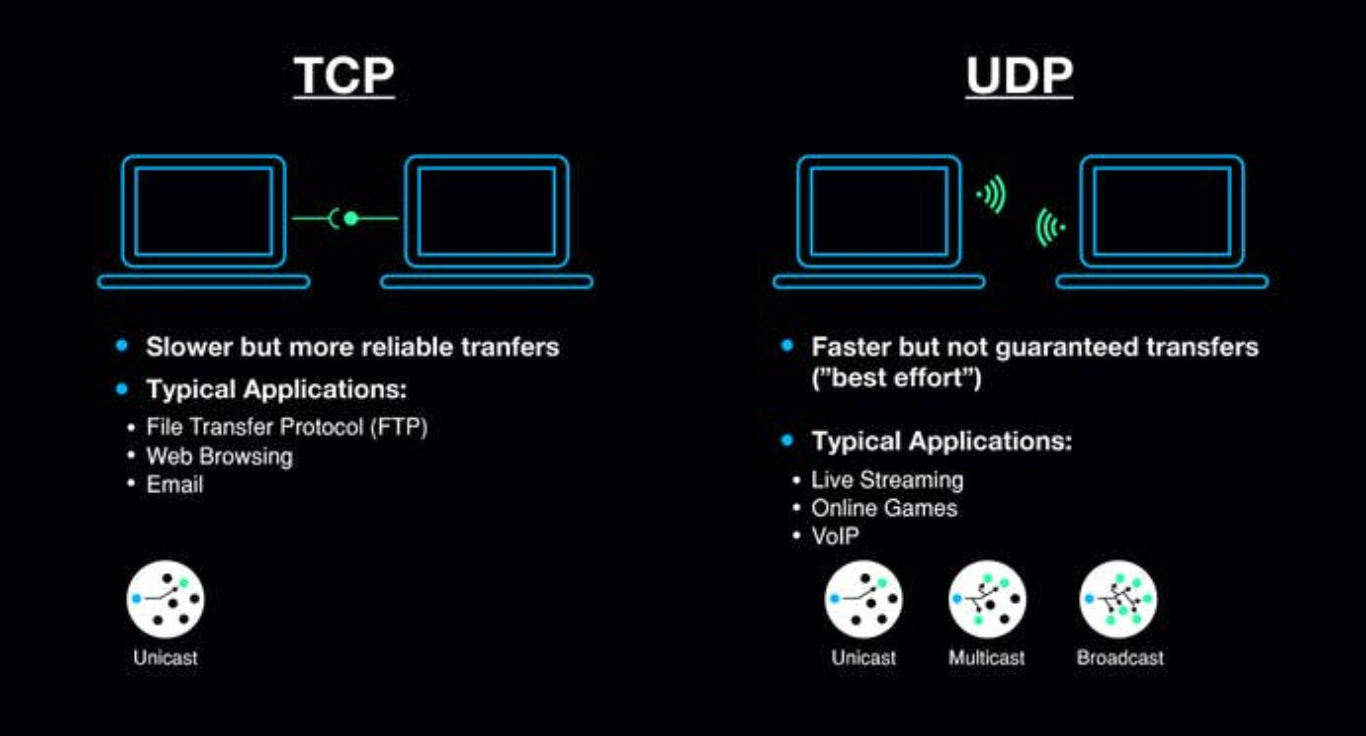 TCP
Slower but more reliable tranfers
Typical Applications:
File Transfer Protocol (FTP)
Web Browsing
Email
Unicast
UDP
Faster but not guaranteed transfers
(”best effort”)
Typical Applications:
Live Streaming
Online Games
VoIP
Unicast
Multicast
Broadcast